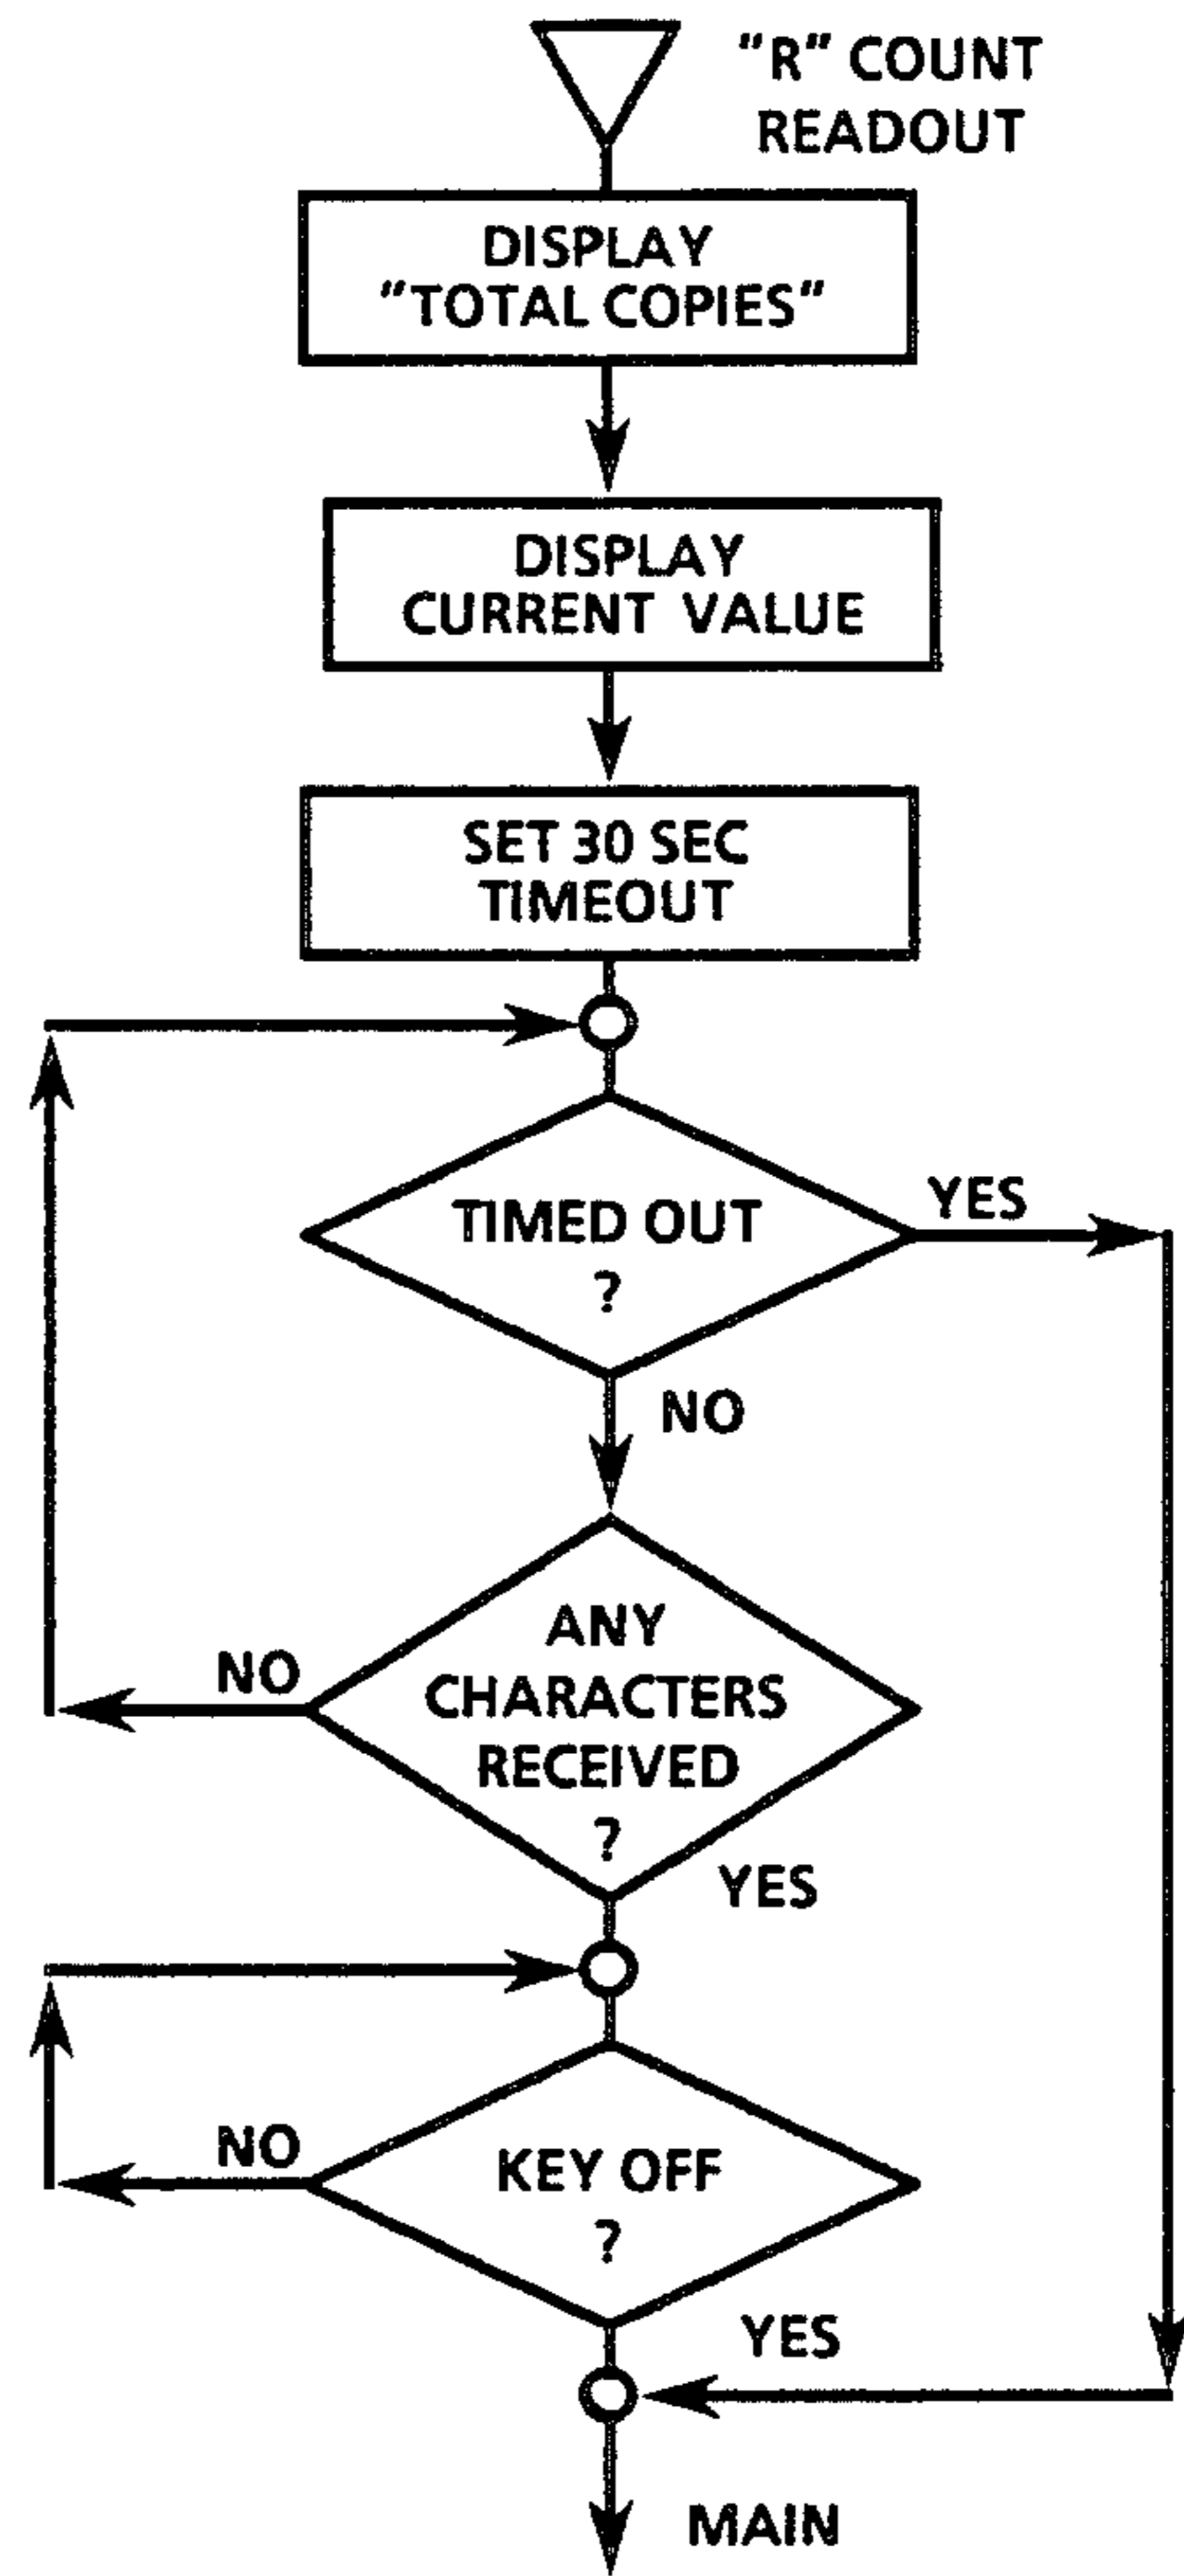 "R" COUNT
READOUT
DISPLAY
"TOTAL COPIES"
DISPLAY
CURRENT VALUE
SET 30 SEC
TIMEOUT
TIMED OUT
?
YES
NO
ANY
CHARACTERS
RECEIVED
?
NO
YES
KEY OFF
?
NO
YES
MAIN